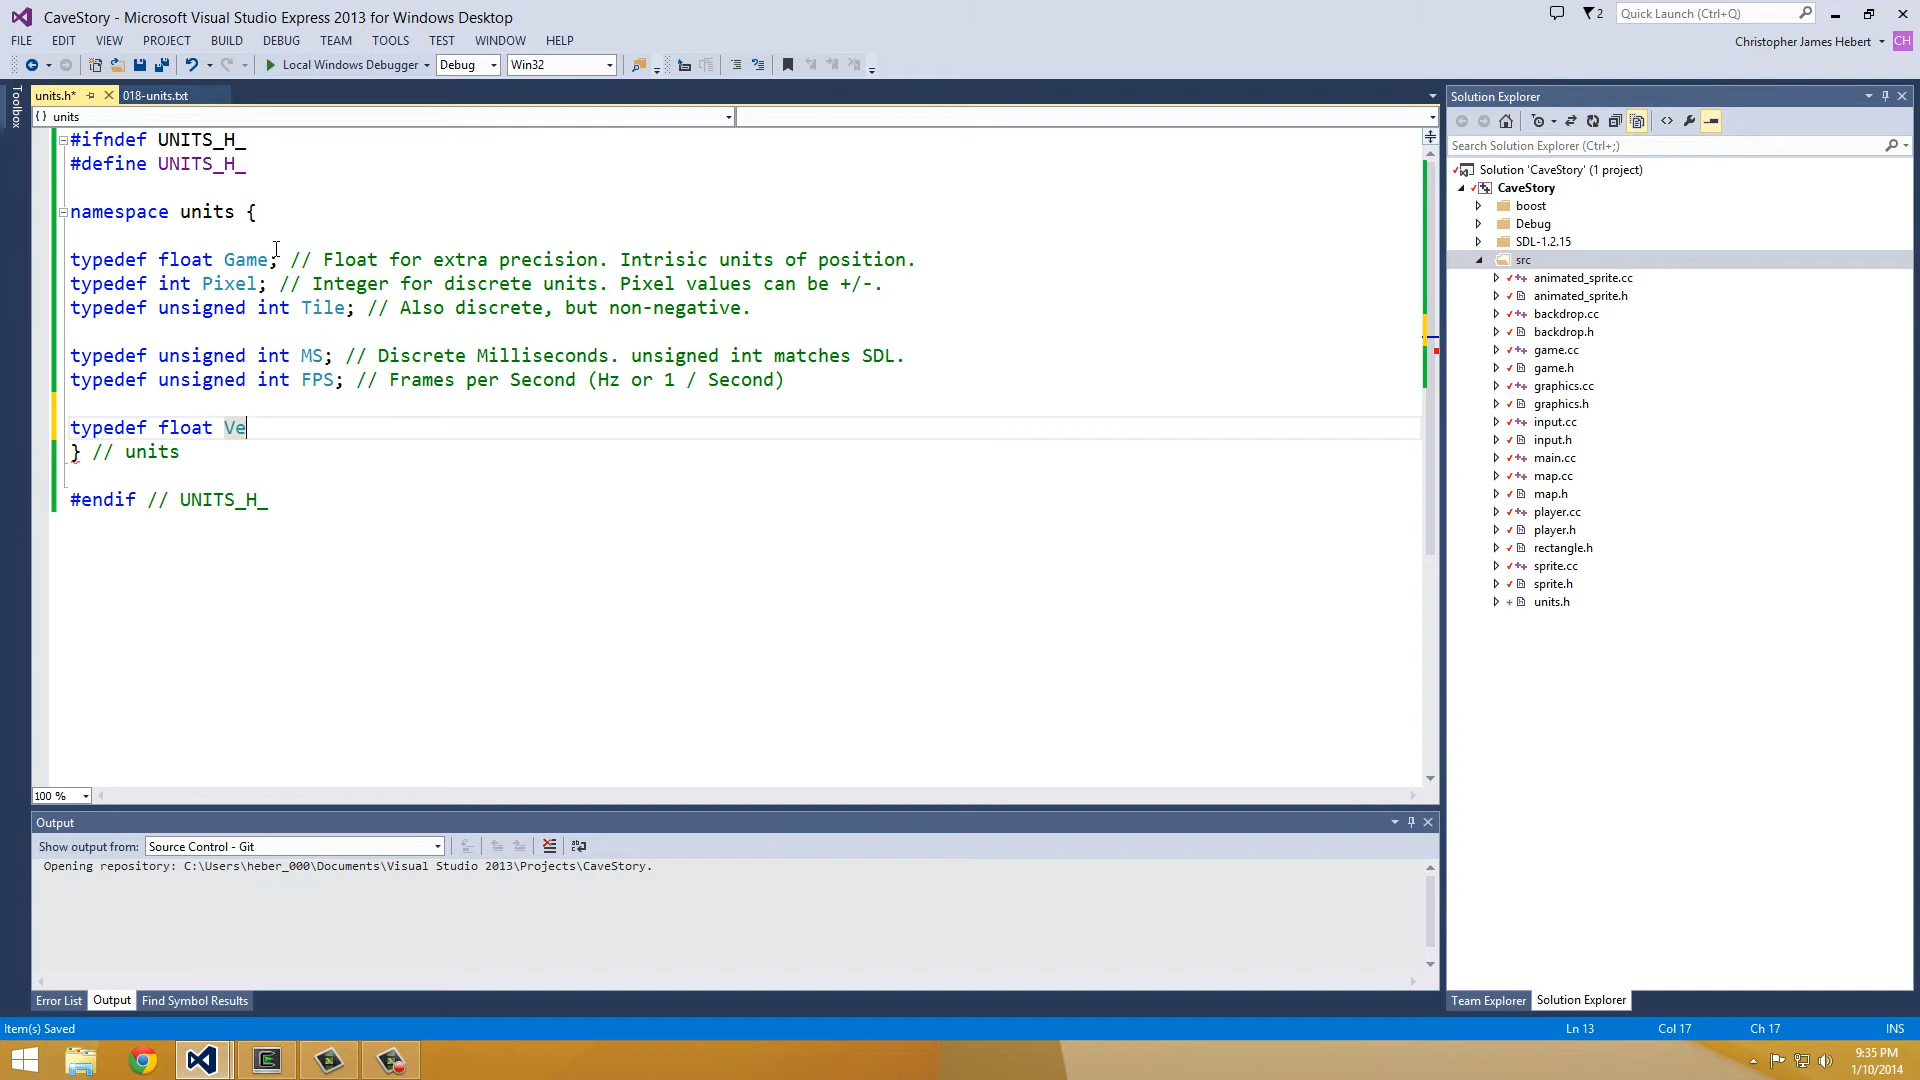 CaveStory - Microsoft Visual Studio Express 2013 for Windows Desktop
2
Quick Launch (Ctrl+Q)
FILE EDIT VIEW PROJECT BUILD DEBUG TEAM TOOLS TEST WINDOW HELP
Christopher James Hebert
CH
Local Windows Debugger
Debug
Win32
Toolbox
units.h*
018-units.txt
{ } units
#ifndef UNITS_H_
#define UNITS_H_
namespace units {
typedef float Game; // Float for extra precision. Intrisic units of position.
typedef int Pixel; // Integer for discrete units. Pixel values can be +/-.
typedef unsigned int Tile; // Also discrete, but non-negative.
typedef unsigned int MS; // Discrete Milliseconds. unsigned int matches SDL.
typedef unsigned int FPS; // Frames per Second (Hz or 1 / Second)
typedef float Ve
} // units
#endif // UNITS_H_
100 %
Output
Show output from: Source Control - Git
Opening repository: C:\Users\heber_000\Documents\Visual Studio 2013\Projects\CaveStory.
Error List
Output
Find Symbol Results
Solution Explorer
Search Solution Explorer (Ctrl+;)
Solution 'CaveStory' (1 project)
CaveStory
boost
Debug
SDL-1.2.15
src
animated_sprite.cc
animated_sprite.h
backdrop.cc
backdrop.h
game.cc
game.h
graphics.cc
graphics.h
input.cc
input.h
main.cc
map.cc
map.h
player.cc
player.h
rectangle.h
sprite.cc
sprite.h
units.h
Team Explorer
Solution Explorer
Item(s) Saved
Ln 13
Col 17
Ch 17
INS
9:35 PM
1/10/2014